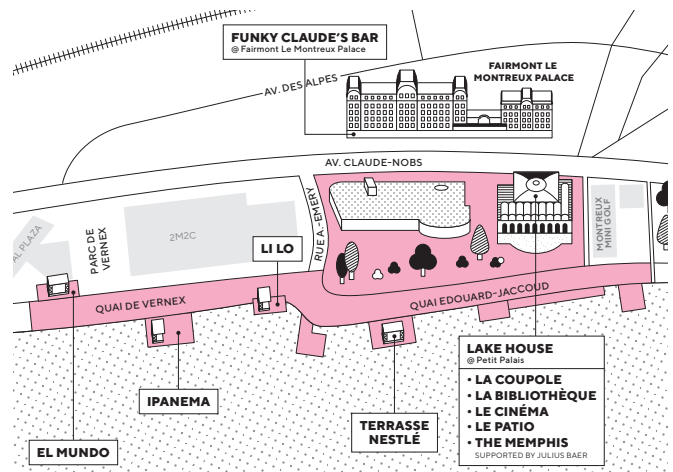 FUNKY CLAUDE'S BAR
@ Fairmont Le Montreux Palace
FAIRMONT LE
MONTREUX PALACE
AV. DES ALPES
AV. CLAUDE-NOBS
RUE A.-EMERY
AL PLAZA
PARC DE
VERNEX
2M2C
LI LO
MONTREUX
MINI GOLF
QUAI DE VERNEX
QUAI EDOUARD-JACCOUD
LAKE HOUSE
@ Petit Palais
• LA COUPOLE
• LA BIBLIOTHÈQUE
• LE CINÉMA
• LE PATIO
• THE MEMPHIS
SUPPORTED BY JULIUS BAER
IPANEMA
TERRASSE
NESTLÉ
EL MUNDO